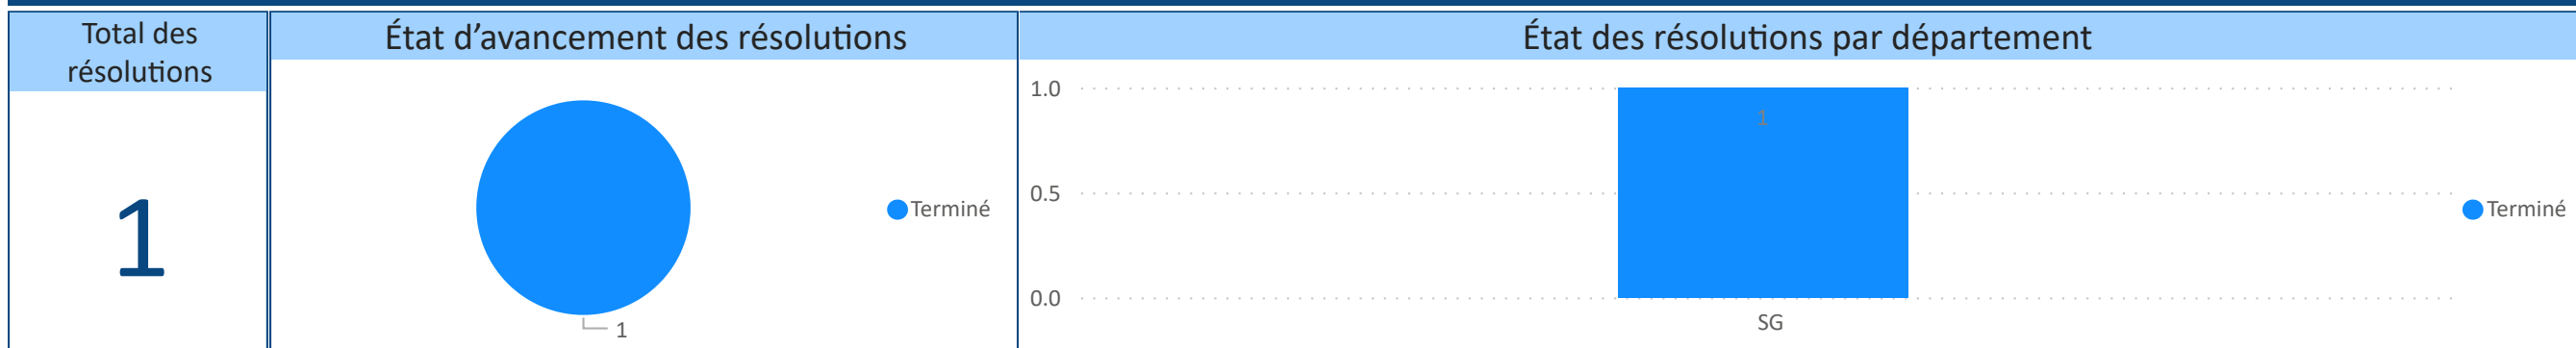 Total des
résolutions
1
État d’avancement des résolutions
1
Terminé
État des résolutions par département
1.0
0.5
0.0
1
SG
Terminé